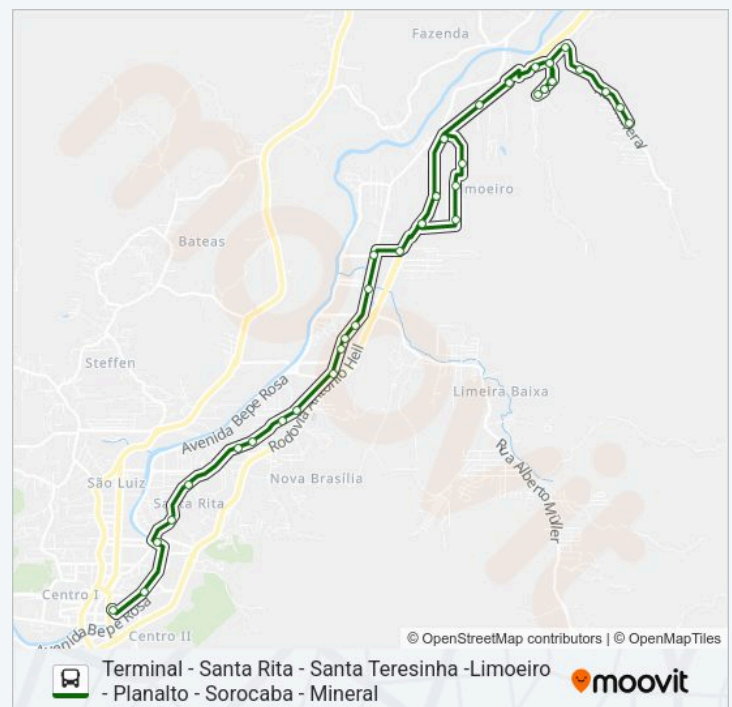 Fazenda
Limoeiro
Bateas
Steffen
Avenida Bepe Rosa
Rodovia Antônio Heil
Limeira Baixa
São Luiz
Nova Brasília
Rua Alberto Müller
Santa Rita
Centro I
Avenida Bepe Rosa
Centro II
moovit
© OpenStreetMap contributors | © OpenMapTiles
Terminal - Santa Rita - Santa Teresinha -Limoeiro
- Planalto - Sorocaba - Mineral
moovit